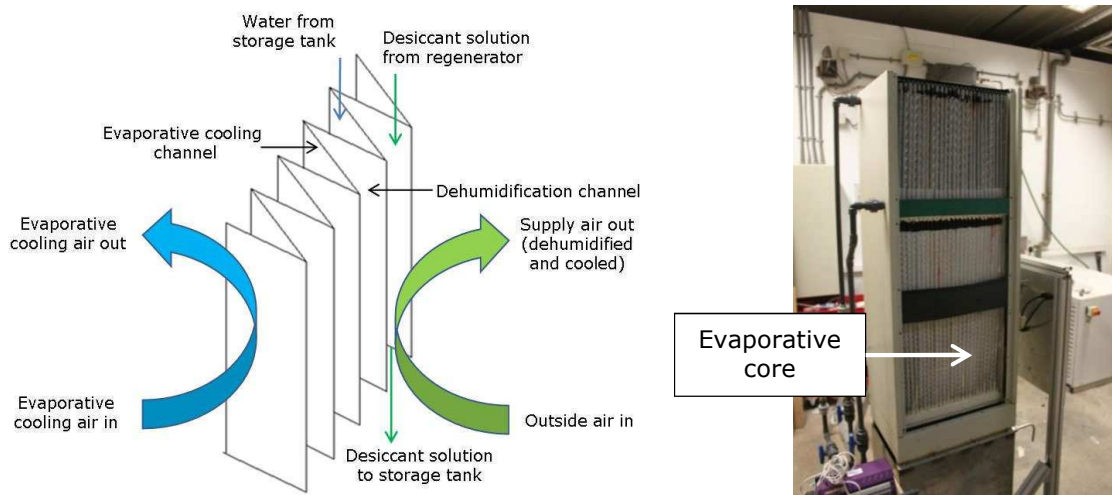 Water from
storage tank
Desiccant solution
from regenerator
Evaporative cooling
channel
Dehumidification channel
Evaporative
cooling air out
Supply air out
(dehumidified
and cooled)
Evaporative
core
Evaporative
cooling air in
Outside air in
Desiccant solution
to storage tank